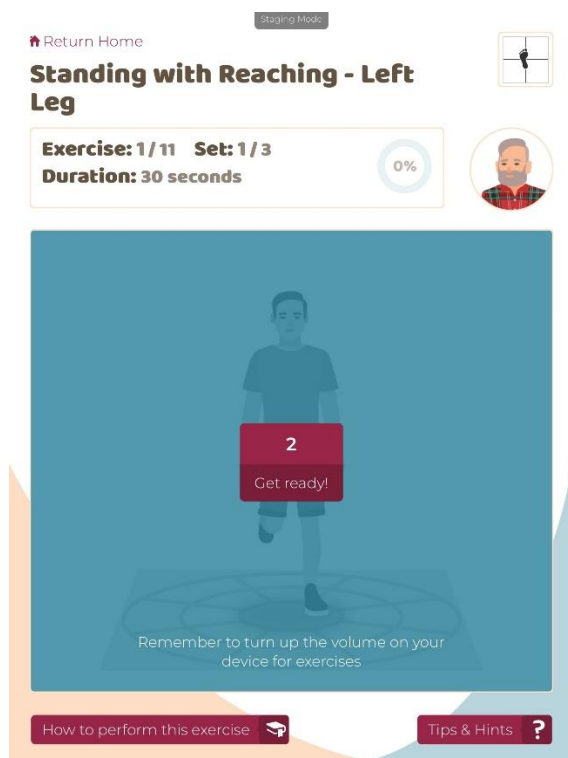 Staging Mode
Return Home
Standing with Reaching - Left
Leg
Exercise: 1/11 Set: 1/3
Duration: 30 seconds
0%
2
Get ready!
Remember to turn up the volume on your
device for exercises
How to perform this exercise
Tips & Hints ?